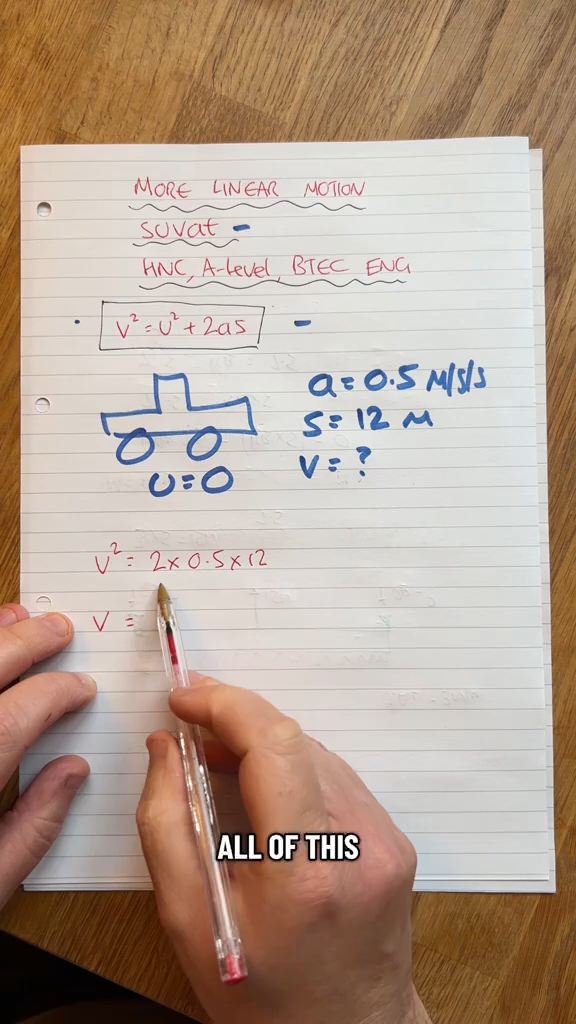 MORE LINEAR MOTION
SUVat -
HNC, A-Level, BTEC ENG
V² = U² + 2as
a = 0.5 M/s/s
S = 12 M
V = ?
U = 0
V² = 2 x 0.5 x 12
V =
ALL OF THIS